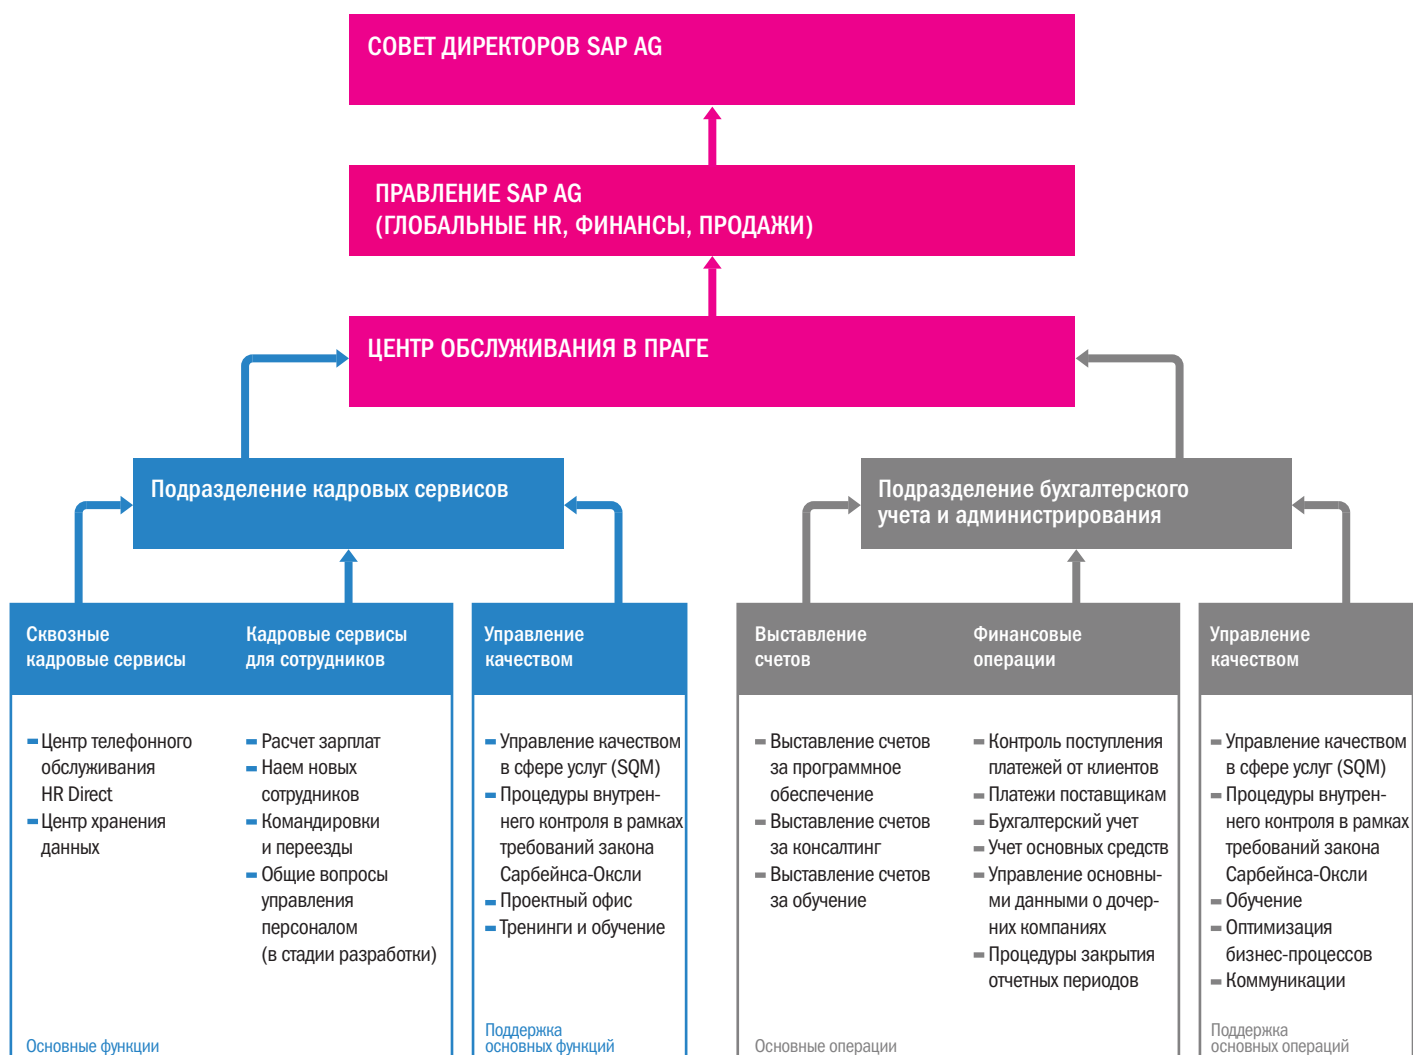 СОВЕТ ДИРЕКТОРОВ SAP AG
ПРАВЛЕНИЕ SAP AG
(ГЛОБАЛЬНЫЕ HR, ФИНАНСЫ, ПРОДАЖИ)
ЦЕНТР ОБСЛУЖИВАНИЯ В ПРАГЕ
Подразделение кадровых сервисов
Подразделение бухгалтерского
учета и администрирования
Сквозные
кадровые сервисы
Центр телефонного
обслуживания
HR Direct
Центр хранения
данных
Кадровые сервисы
для сотрудников
Расчет зарплат
Наем новых
сотрудников
Командировки
и переезды
Общие вопросы
управления
персоналом
(в стадии разработки)
Основные функции
Управление
качеством
Управление качеством
в сфере услуг (SQM)
Процедуры внутрен-
него контроля в рамках
требований закона
Сарбейнса-Оксли
Проектный офис
Тренинги и обучение
Поддержка
основных функций
Выставление
счетов
Выставление счетов
за программное
обеспечение
Выставление счетов
за консалтинг
Выставление счетов
за обучение
Финансовые
операции
Контроль поступления
платежей от клиентов
Платежи поставщикам
Бухгалтерский учет
Учет основных средств
Управление основны-
ми данными о дочер-
них компаниях
Процедуры закрытия
отчетных периодов
Основные операции
Управление
качеством
Управление качеством
в сфере услуг (SQM)
Процедуры внутрен-
него контроля в рамках
требований закона
Сарбейнса-Оксли
Обучение
Оптимизация
бизнес-процессов
Коммуникации
Поддержка
основных операций